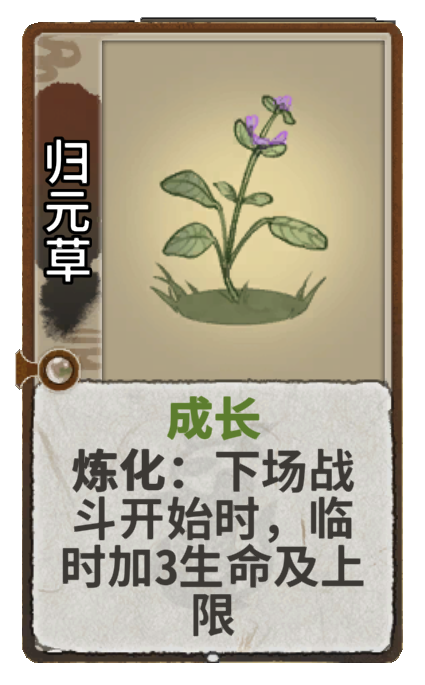 归元草
成长
炼化：下场战
斗开始时，临
时加3生命及上
限